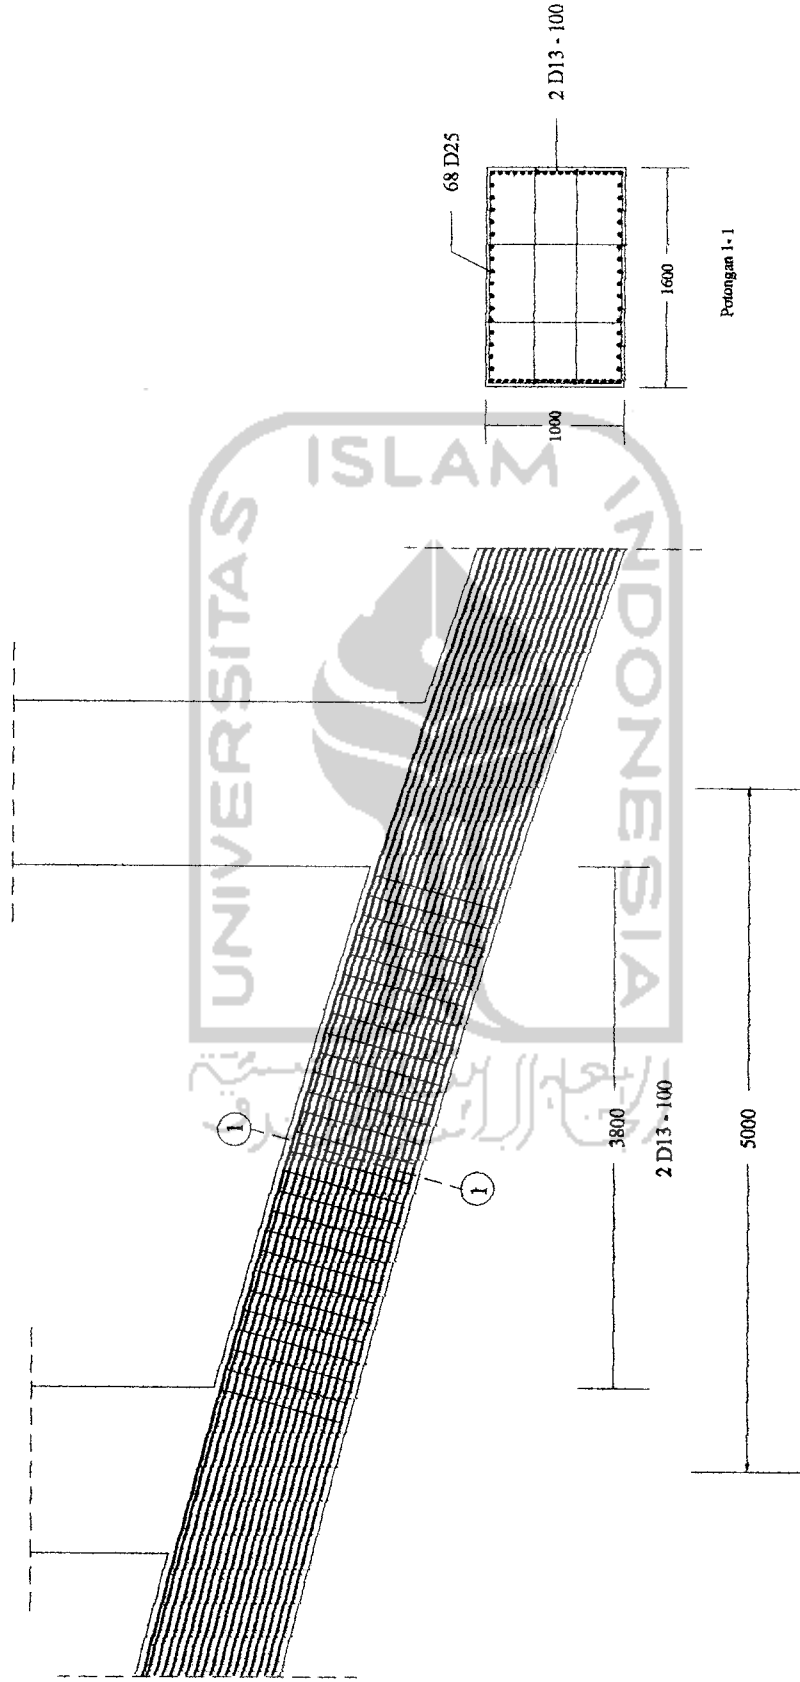 68 D25
2 D13 - 100
1000
1600
Potongan 1-1
1
1
3800
2 D13 - 100
5000
UNIVERSITAS
ISLAM
INDONESIA